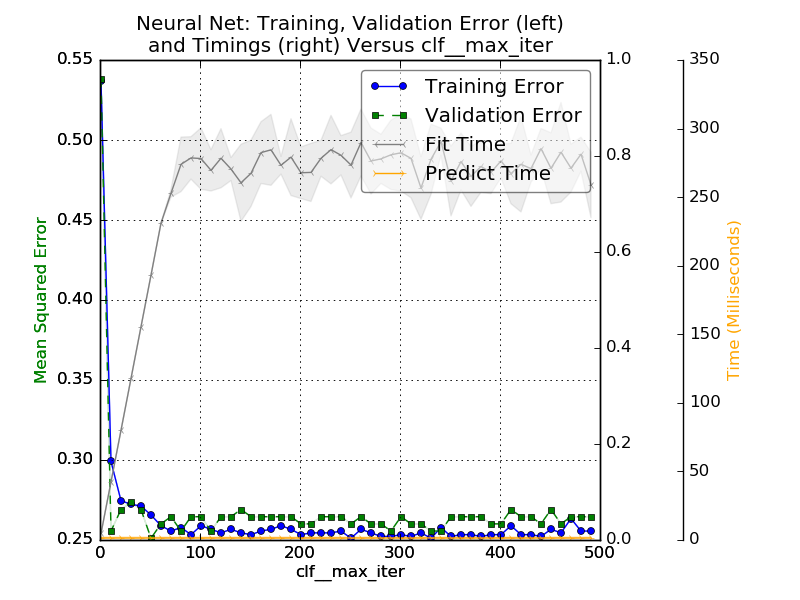 Neural Net: Training, Validation Error (left)
and Timings (right) Versus clf__max_iter
Mean Squared Error
0.55
0.50
0.45
0.40
0.35
0.30
0.25
Training Error
Validation Error
Fit Time
Predict Time
1.0
0.8
0.6
0.4
0.2
0.0
350
300
250
200
150
100
50
0
Time (Milliseconds)
0 100 200 300 400 500
clf__max_iter